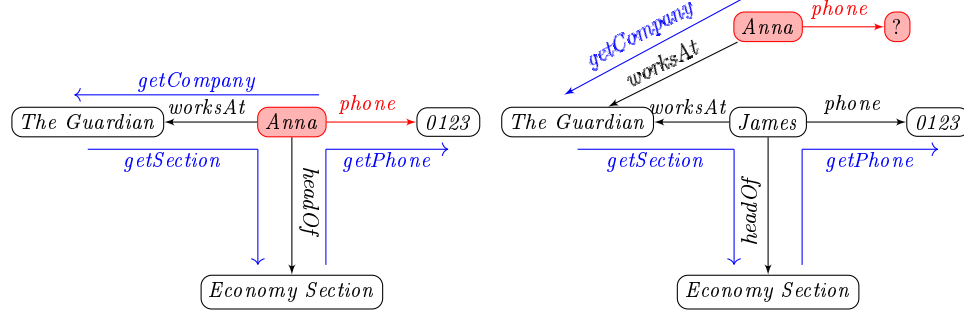 getCompany
The Guardian
worksAt
Anna
phone
0123
getSection
getPhone
headOf
Economy Section
Anna
phone
?
getCompany
worksAt
The Guardian
worksAt
James
phone
0123
getSection
getPhone
headOf
Economy Section